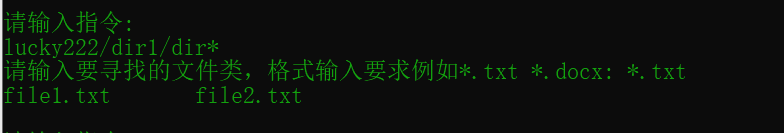 请输入指令:
lucky222/dir1/dir*
请输入要寻找的文件类，格式输入要求例如*.txt *.docx: *.txt
file1.txt file2.txt